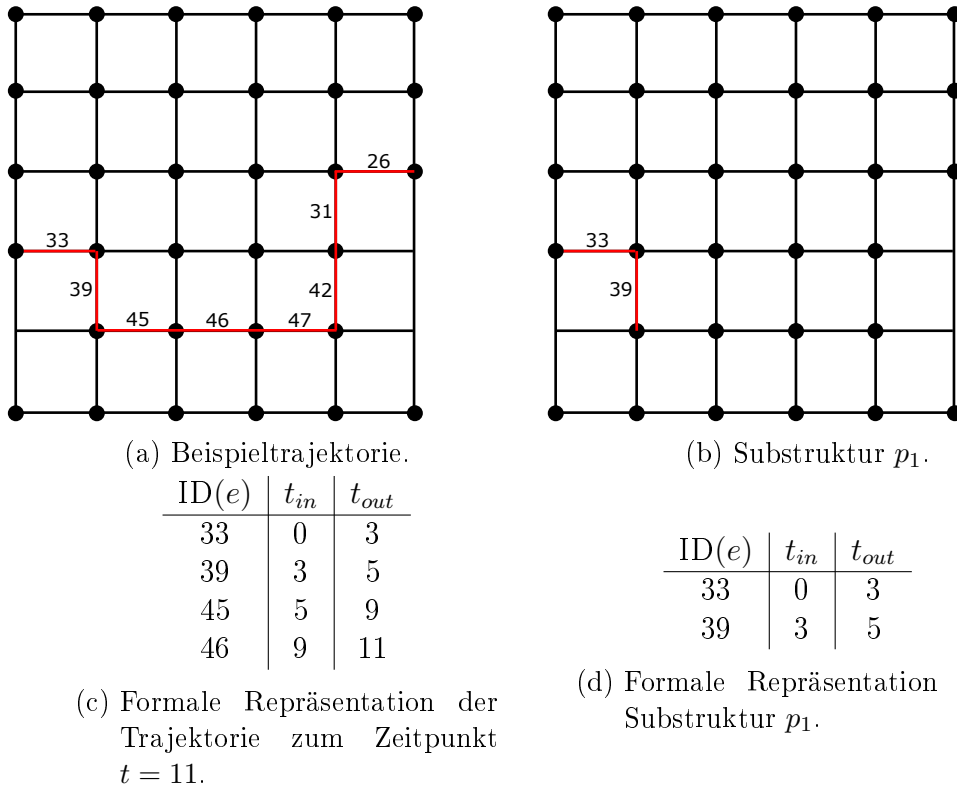 26
31
33
39
42
45 46 47
(a) Beispieltrajektorie.
33
39
(b) Substruktur p₁.
ID(e) t_in t_out
33 0 3
39 3 5
45 5 9
46 9 11
(c) Formale Repräsentation der
Trajektorie zum Zeitpunkt
t = 11.
ID(e) t_in t_out
33 0 3
39 3 5
(d) Formale Repräsentation
Substruktur p₁.